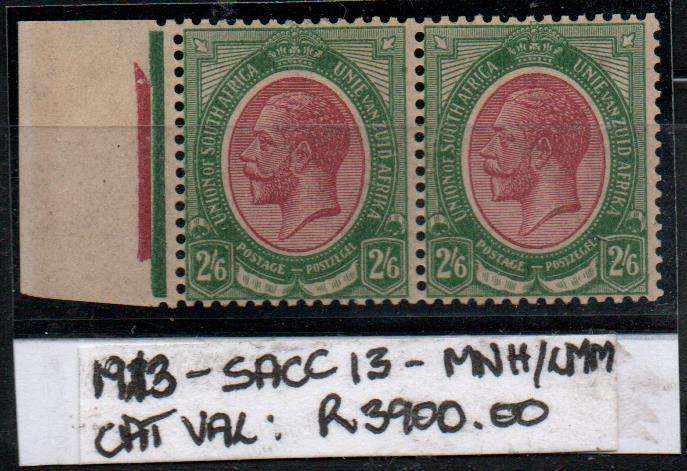 UNION OF SOUTH AFRICA UNIE VAN ZUID AFRIKA
2/6 POSTAGE - POSTZEGEL 2/6
UNION OF SOUTH AFRICA UNIE VAN ZUID AFRIKA
2/6 POSTAGE - POSTZEGEL 2/6
1913 - SACC 13 - MNH/LMM
CAT VAL: R3900.00